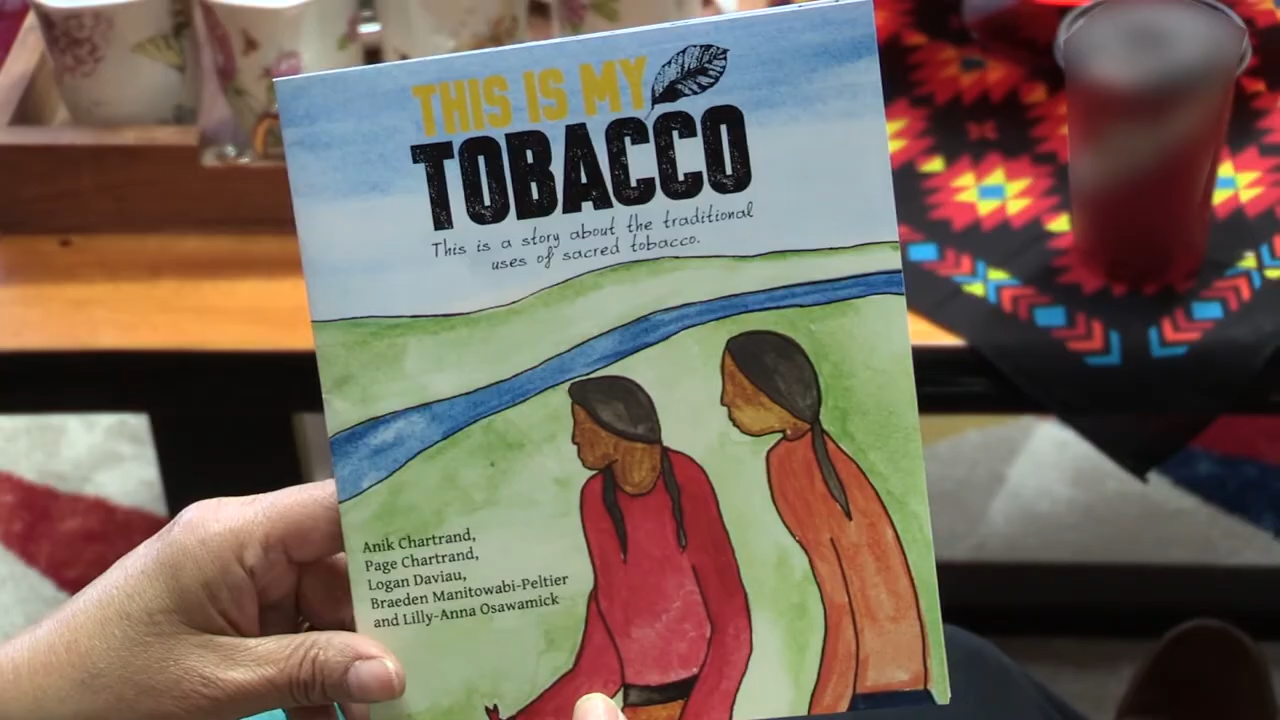 THIS IS MY
TOBACCO
This is a story about the traditional
uses of sacred tobacco.
Anik Chartrand,
Page Chartrand,
Logan Daviau,
Braeden Manitowabi-Peltier
and Lilly-Anna Osawamick